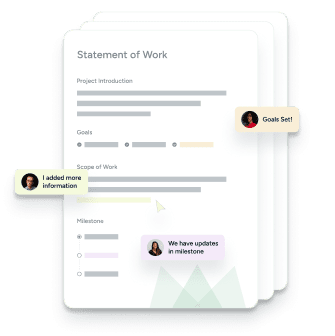 Statement of Work
Project Introduction
Goals Set!
Goals
Scope of Work
I added more
information
Milestone
We have updates
in milestone